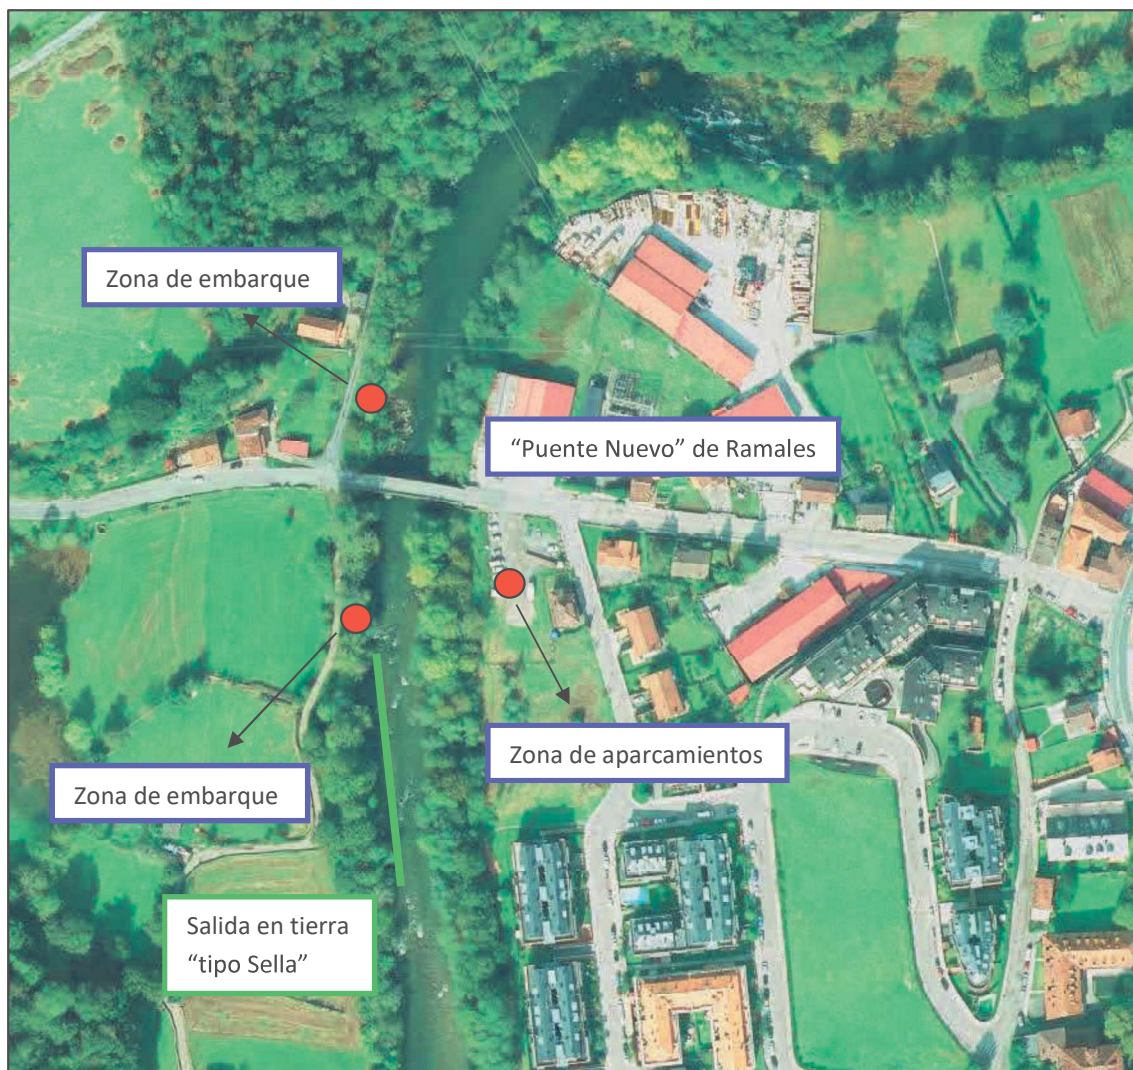 Zona de embarque
“Puente Nuevo” de Ramales
Zona de aparcamientos
Zona de embarque
Salida en tierra
“tipo Sella”